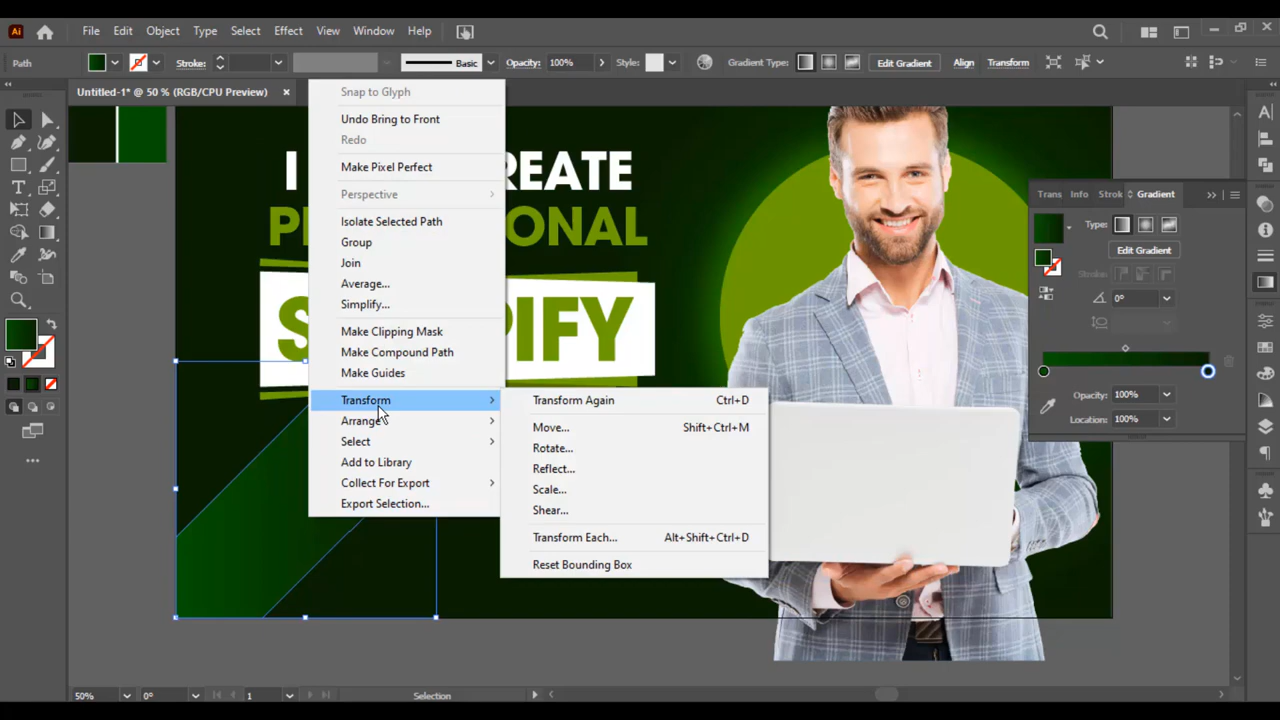 Ai
File Edit Object Type Select Effect Window View Help
Path
Stroke:
Basic
Opacity: 100%
Style:
Gradient Type:
Edit Gradient
Align
Transform
Untitled-1* @ 50 % (RGB/CPU Preview) ×
Snap to Glyph
Undo Bring to Front
Redo
Make Pixel Perfect
Perspective
Isolate Selected Path
Group
Join
Average...
Simplify...
Make Clipping Mask
Make Compound Path
Make Guides
Transform
Arrange
Select
Add to Library
Collect For Export
Export Selection...
Transform Again Ctrl+D
Move... Shift+Ctrl+M
Rotate...
Reflect...
Scale...
Shear...
Transform Each... Alt+Shift+Ctrl+D
Reset Bounding Box
Trans Info Strok Gradient
Type:
Edit Gradient
Stroke:
0°
Opacity: 100%
Location: 100%
50% 0° 1 Selection